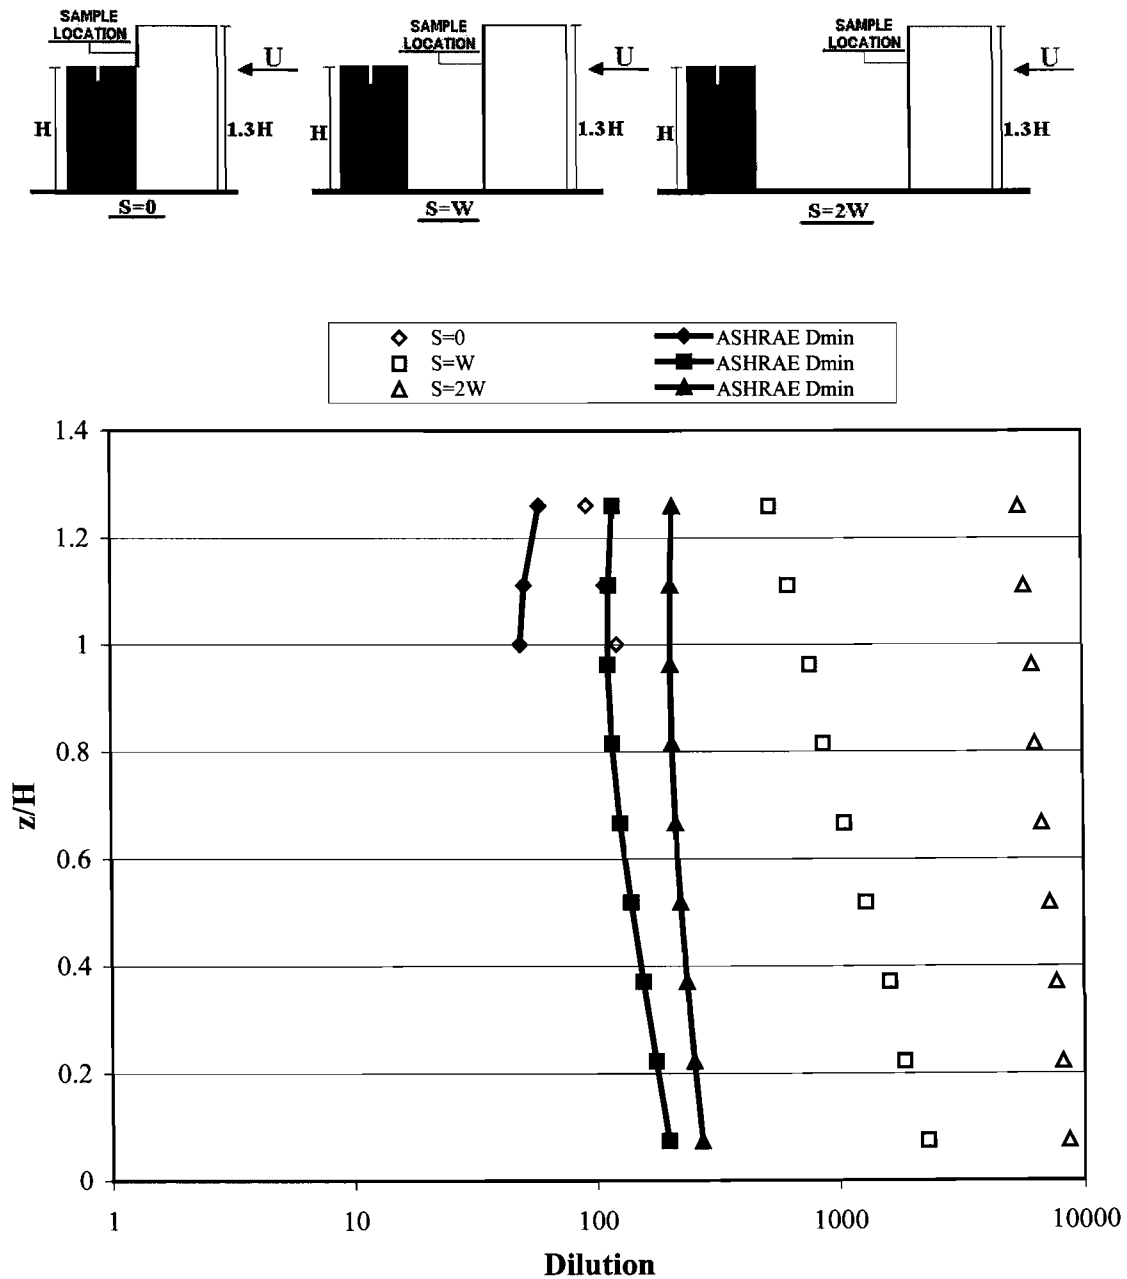 SAMPLE
LOCATION
U
H
1.3H
S=0
SAMPLE
LOCATION
U
H
1.3H
S=W
SAMPLE
LOCATION
U
H
1.3H
S=2W
S=0 ASHRAE Dmin
S=W ASHRAE Dmin
S=2W ASHRAE Dmin
1.4
1.2
1
0.8
0.6
0.4
0.2
0
z/H
1 10 100 1000 10000
Dilution